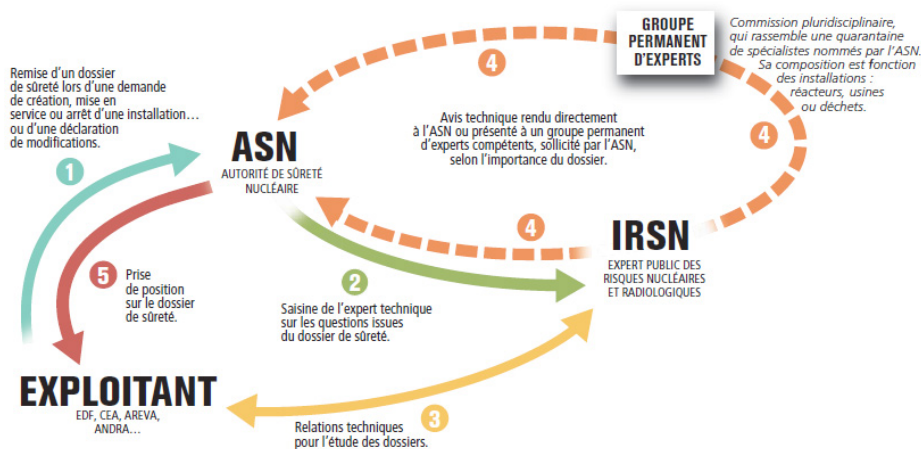 GROUPE
PERMANENT
D'EXPERTS
Commission pluridisciplinaire,
qui rassemble une quarantaine
de spécialistes nommés par l'ASN.
Sa composition est fonction
des installations :
réacteurs, usines
ou déchets.
4
4
Remise d'un dossier
de sûreté lors d'une demande
de création, mise en
service ou arrêt d'une installation…
ou d'une déclaration
de modifications.
1
Avis technique rendu directement
à l'ASN ou présenté à un groupe permanent
d'experts compétents, sollicité par l'ASN,
selon l'importance du dossier.
ASN
AUTORITÉ DE SÛRETÉ
NUCLÉAIRE
4
IRSN
EXPERT PUBLIC DES
RISQUES NUCLÉAIRES
ET RADIOLOGIQUES
5
Prise
de position
sur le dossier
de sûreté.
2
Saisine de l'expert technique
sur les questions issues
du dossier de sûreté.
EXPLOITANT
EDF, CEA, AREVA,
ANDRA…
3
Relations techniques
pour l'étude des dossiers.